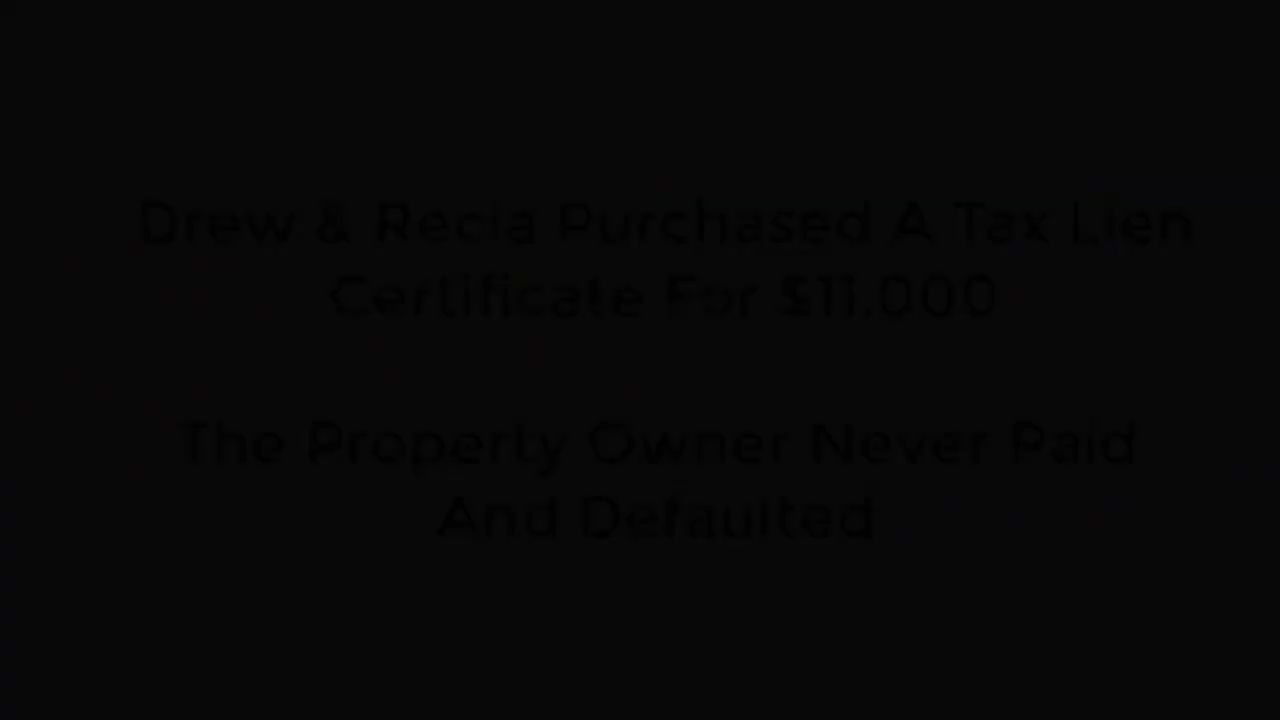 Drew & Recia Purchased A Tax Lien
Certificate For $11,000
The Property Owner Never Paid
And Defaulted